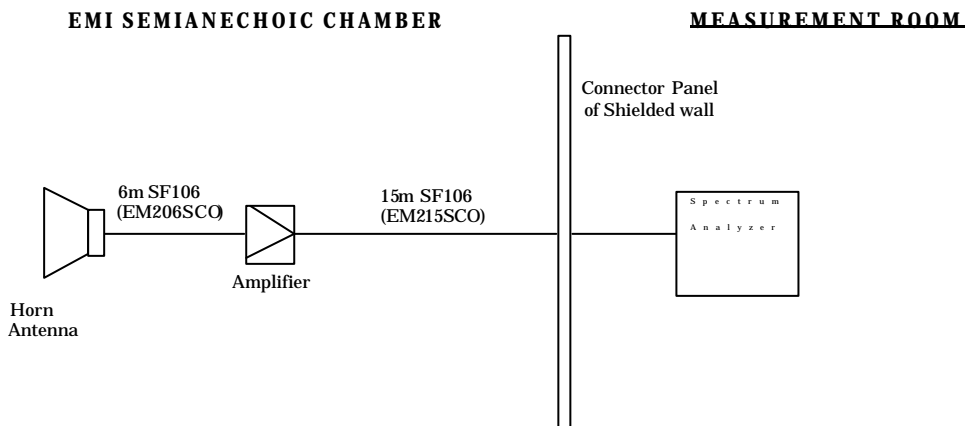 EMI SEMIANECHOIC CHAMBER
MEASUREMENT ROOM
Connector Panel
of Shielded wall
6m SF106
(EM206SCO)
15m SF106
(EM215SCO)
Spectrum
Analyzer
Amplifier
Horn
Antenna